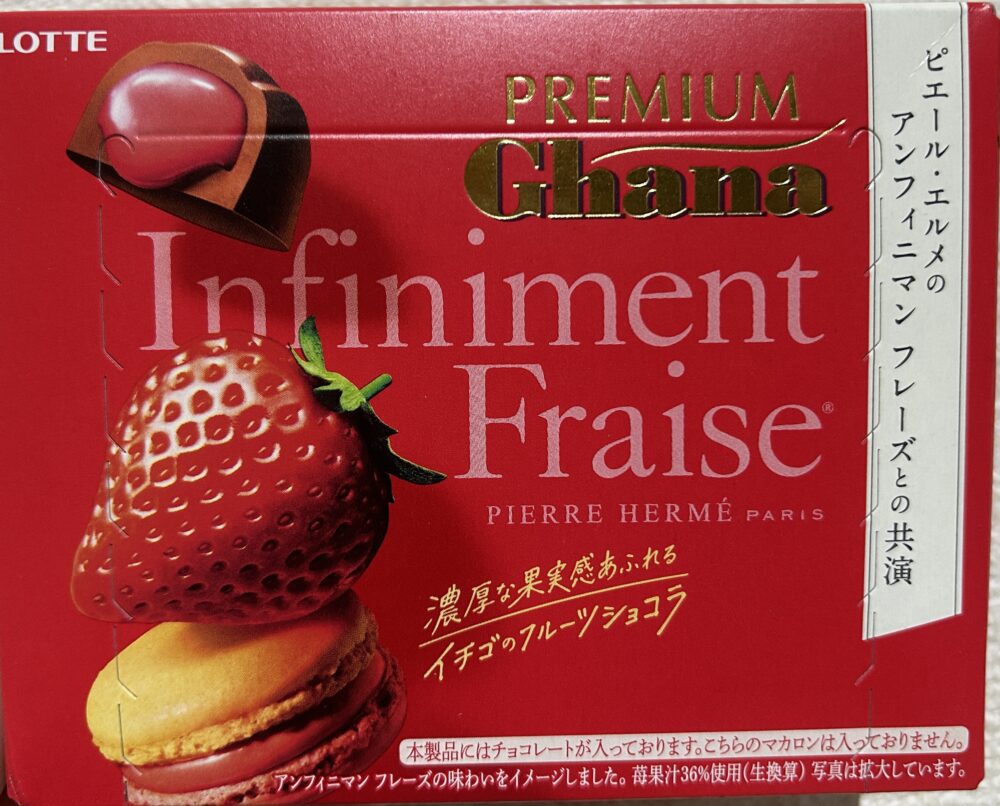 LOTTE
PREMIUM
Ghana
Infiniment
Fraise®
PIERRE HERMÉ PARIS
ピエール・エルメの
アンフィニマン フレーズとの共演
濃厚な果実感あふれる
イチゴのフルーツショコラ
本製品にはチョコレートが入っております。こちらのマカロンは入っておりません。
アンフィニマン フレーズの味わいをイメージしました。苺果汁36%使用(生換算) 写真は拡大しています。